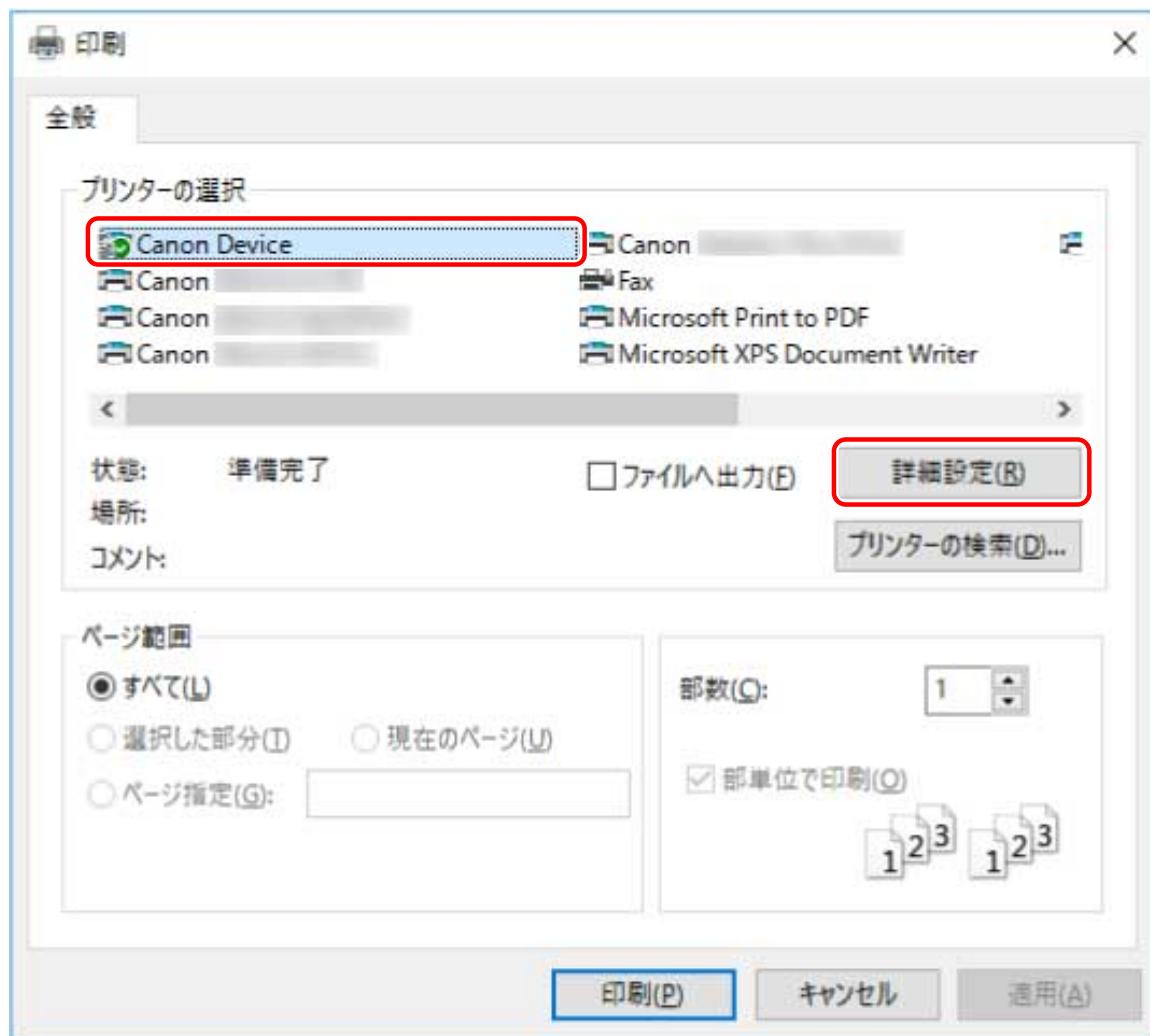 印刷
全般
プリンターの選択
Canon Device
Canon
Canon
Fax
Canon
Microsoft Print to PDF
Canon
Microsoft XPS Document Writer
状態: 準備完了
ファイルへ出力(F)
詳細設定(R)
場所:
プリンターの検索(D)...
コメント:
ページ範囲
すべて(L)
選択した部分(T)
現在のページ(U)
ページ指定(G):
部数(C): 1
部単位で印刷(O)
1 2 3 1 2 3
印刷(P)
キャンセル
適用(A)